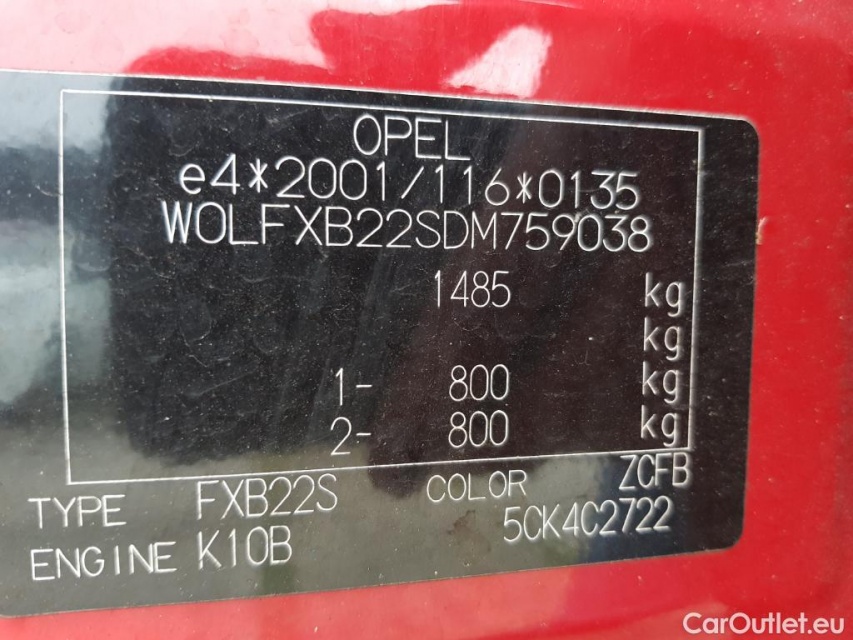 OPEL
e4*2001/116*0135
W0LFXB22SDM759038
1485 kg
kg
1- 800 kg
2- 800 kg
TYPE FXB22S COLOR ZCFB
ENGINE K10B 5CK4C2722
CarOutlet.eu